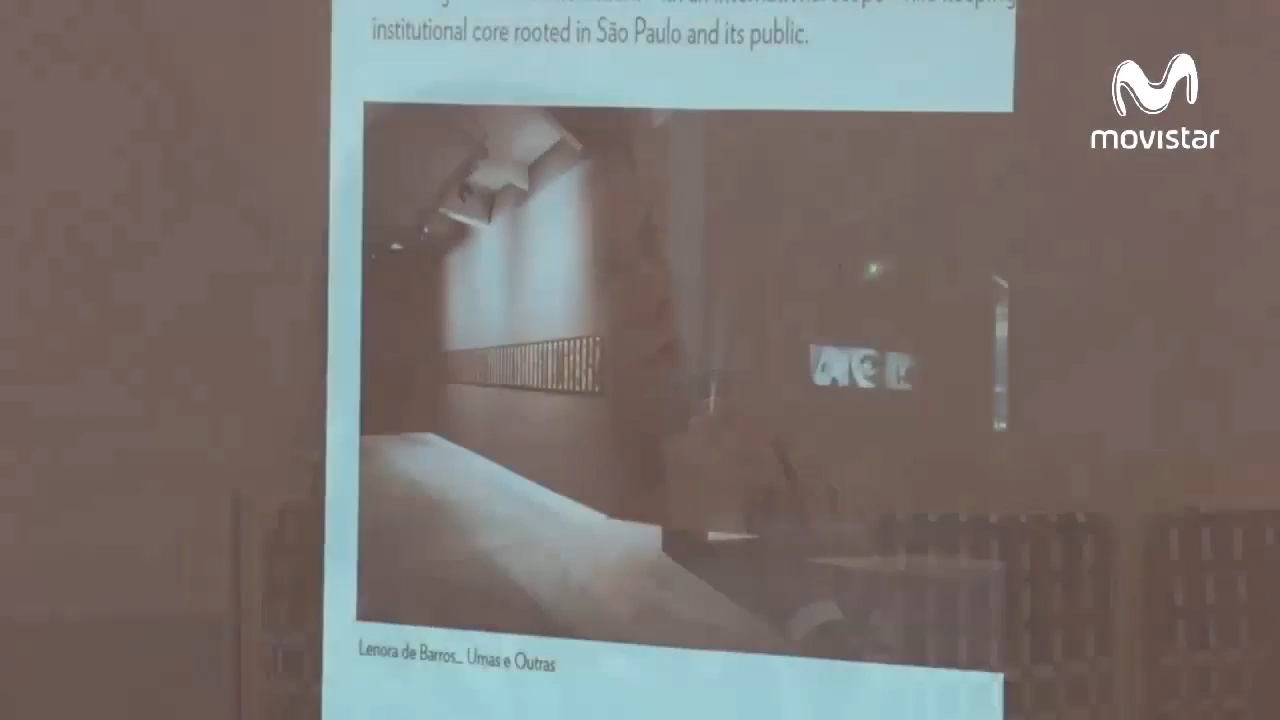 institutional core rooted in São Paulo and its public.
movistar
Lenora de Barros_ Umas e Outras